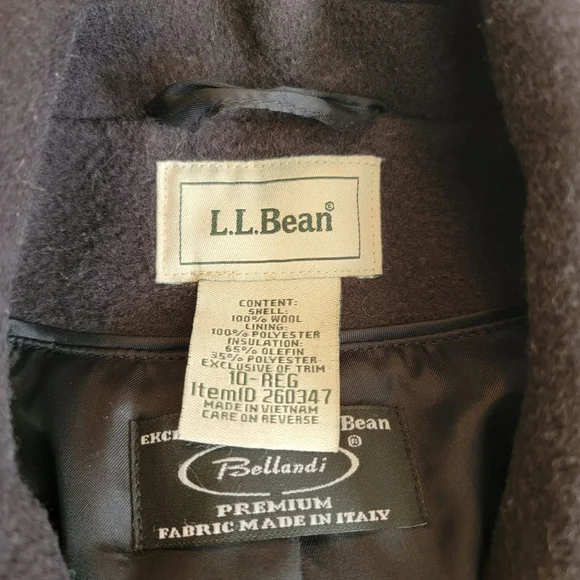 L.L.Bean®
CONTENT:
SHELL:
100% WOOL
LINING:
100% POLYESTER
INSULATION:
65% OLEFIN
35% POLYESTER
EXCLUSIVE OF TRIM
10-REG
ItemID 260347
MADE IN VIETNAM
CARE ON REVERSE
Bean®
Bellandi
PREMIUM
FABRIC MADE IN ITALY